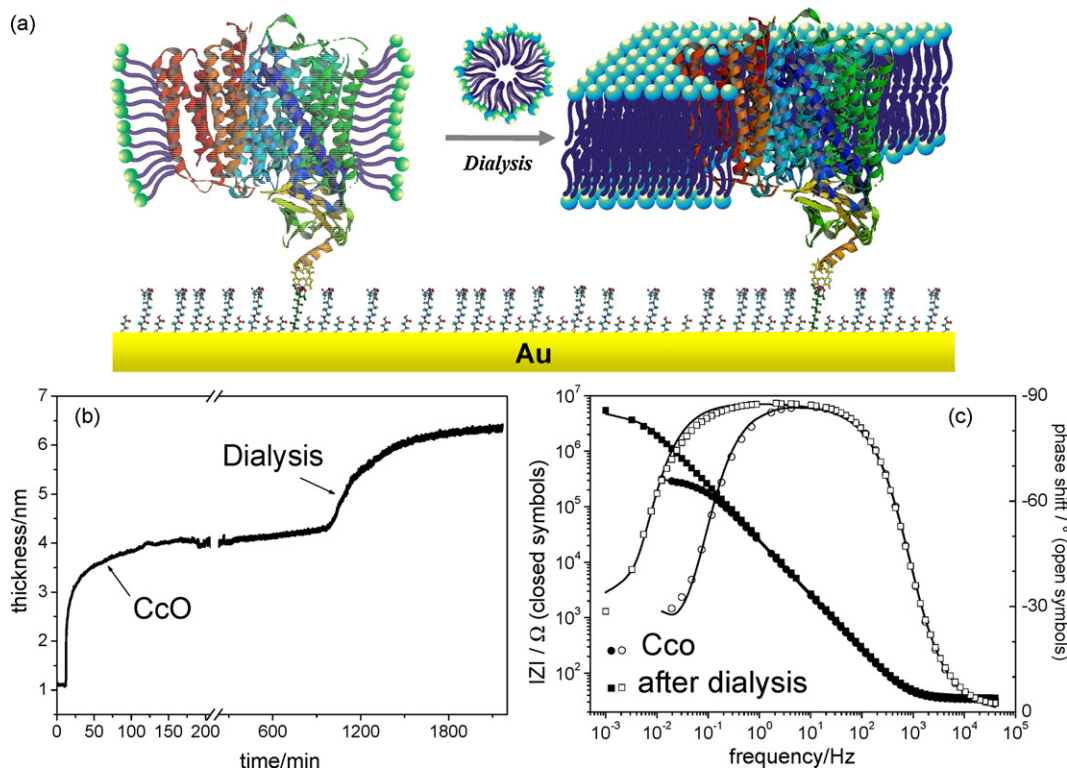 (a)
Dialysis
Au
(b)
7
6
5
4
3
2
1
thickness/nm
Dialysis
CcO
0 50 100 150 200 600 1200 1800
time/min
(c)
10⁷
10⁶
10⁵
10⁴
10³
10²
IZI / Ω (closed symbols)
-90
-60
-30
0
phase shift / ° (open symbols)
Cco
after dialysis
10⁻³ 10⁻² 10⁻¹ 10⁰ 10¹ 10² 10³ 10⁴ 10⁵
frequency/Hz